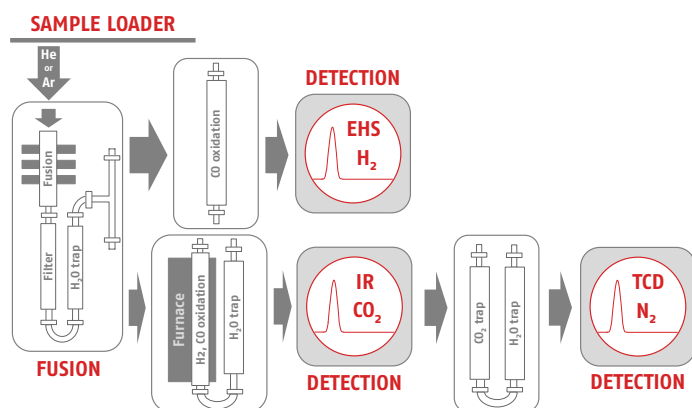 SAMPLE LOADER
He
or
Ar
Fusion
Filter
H₂O trap
FUSION
CO oxidation
DETECTION
EHS
H₂
Furnace
H2, CO oxidation
H₂O trap
IR
CO₂
DETECTION
CO₂ trap
H₂O trap
TCD
N₂
DETECTION